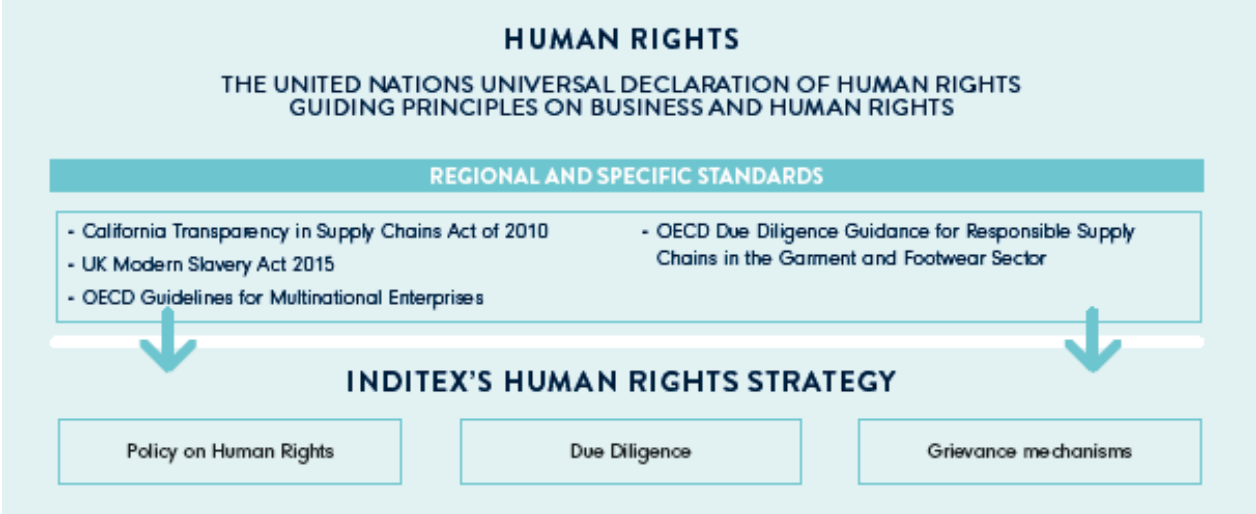 HUMAN RIGHTS
THE UNITED NATIONS UNIVERSAL DECLARATION OF HUMAN RIGHTS
GUIDING PRINCIPLES ON BUSINESS AND HUMAN RIGHTS
REGIONAL AND SPECIFIC STANDARDS
- California Transparency in Supply Chains Act of 2010
- UK Modern Slavery Act 2015
- OECD Guidelines for Multinational Enterprises
- OECD Due Diligence Guidance for Responsible Supply
Chains in the Garment and Footwear Sector
INDITEX'S HUMAN RIGHTS STRATEGY
Policy on Human Rights
Due Diligence
Grievance mechanisms